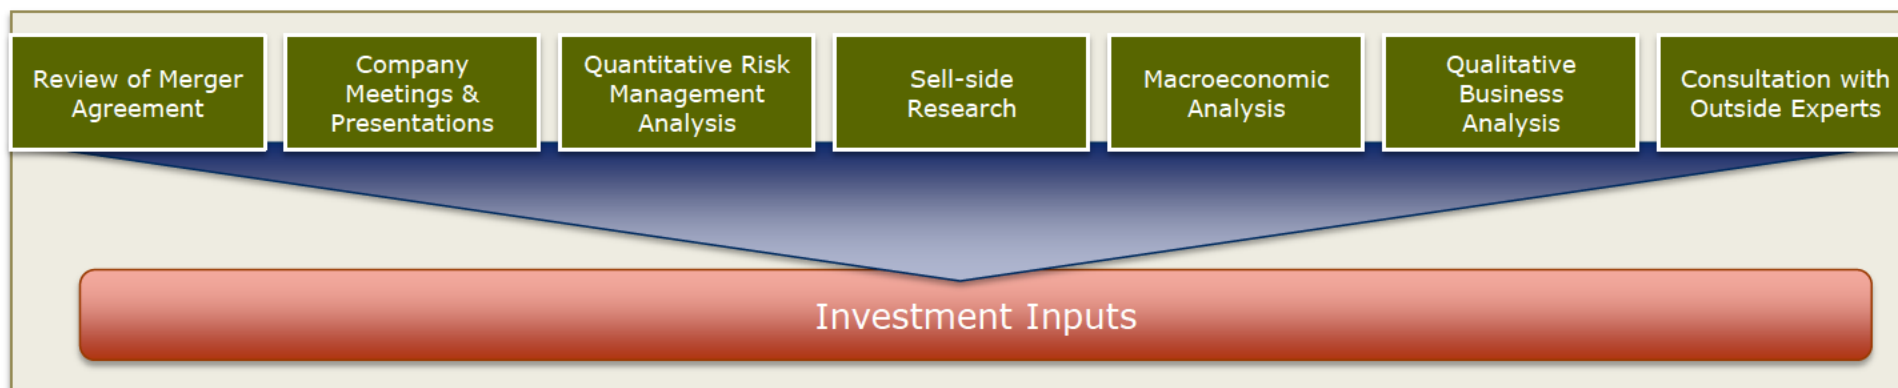 Review of Merger
Agreement
Company
Meetings &
Presentations
Quantitative Risk
Management
Analysis
Sell-side
Research
Macroeconomic
Analysis
Qualitative
Business
Analysis
Consultation with
Outside Experts
Investment Inputs